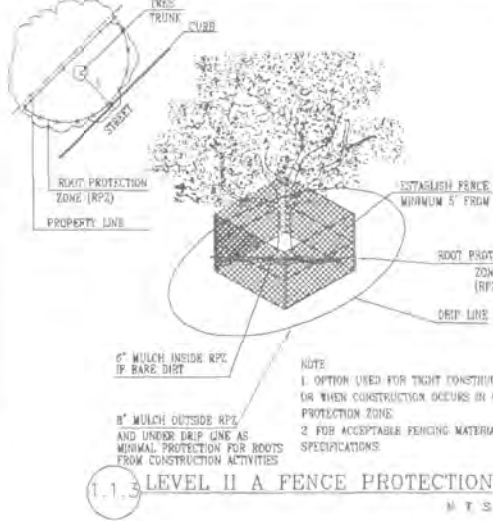 TREE
TRUNK
CURB
STREET
ROOT PROTECTION
ZONE (RPZ)
PROPERTY LINE
ESTABLISH FENCE
MINIMUM 5' FROM
ROOT PROT
ZON
(RPZ
DRIP LINE
6" MULCH INSIDE RPZ
IF BARE DIRT
8" MULCH OUTSIDE RPZ
AND UNDER DRIP LINE AS
MINIMAL PROTECTION FOR ROOTS
FROM CONSTRUCTION ACTIVITIES
NOTE
1. OPTION USED FOR TIGHT CONSTRUC
OR WHEN CONSTRUCTION OCCURS IN
PROTECTION ZONE
2 FOR ACCEPTABLE FENCING MATERIA
SPECIFICATIONS.
1.1.3 LEVEL II A FENCE PROTECTION
N T S